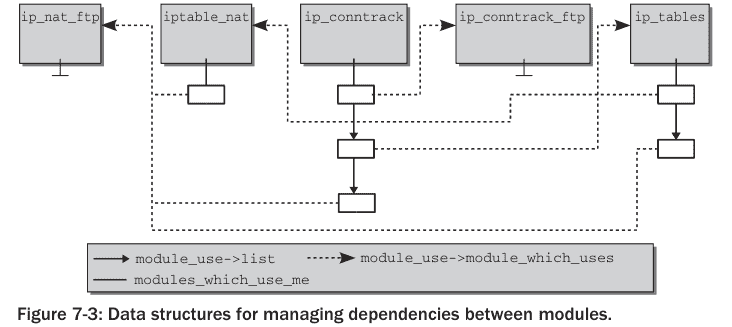 ip_nat_ftp iptable_nat ip_conntrack ip_conntrack_ftp ip_tables
module_use->list module_use->module_which_uses
modules_which_use_me
Figure 7-3: Data structures for managing dependencies between modules.